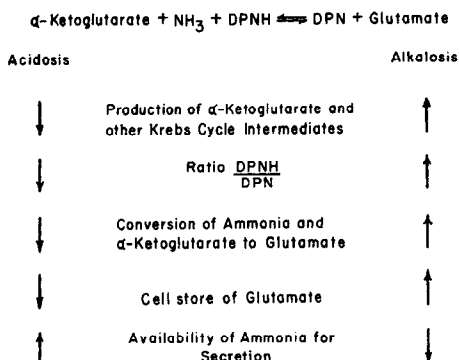 α-Ketoglutarate + NH3 + DPNH ⇌ DPN + Glutamate
Acidosis Alkalosis
↓ Production of α-Ketoglutarate and ↑
other Krebs Cycle Intermediates
↓ Ratio DPNH ↑
DPN
↓ Conversion of Ammonia and ↑
α-Ketoglutarate to Glutamate
↓ Cell store of Glutamate ↑
↑ Availability of Ammonia for ↓
Secretion